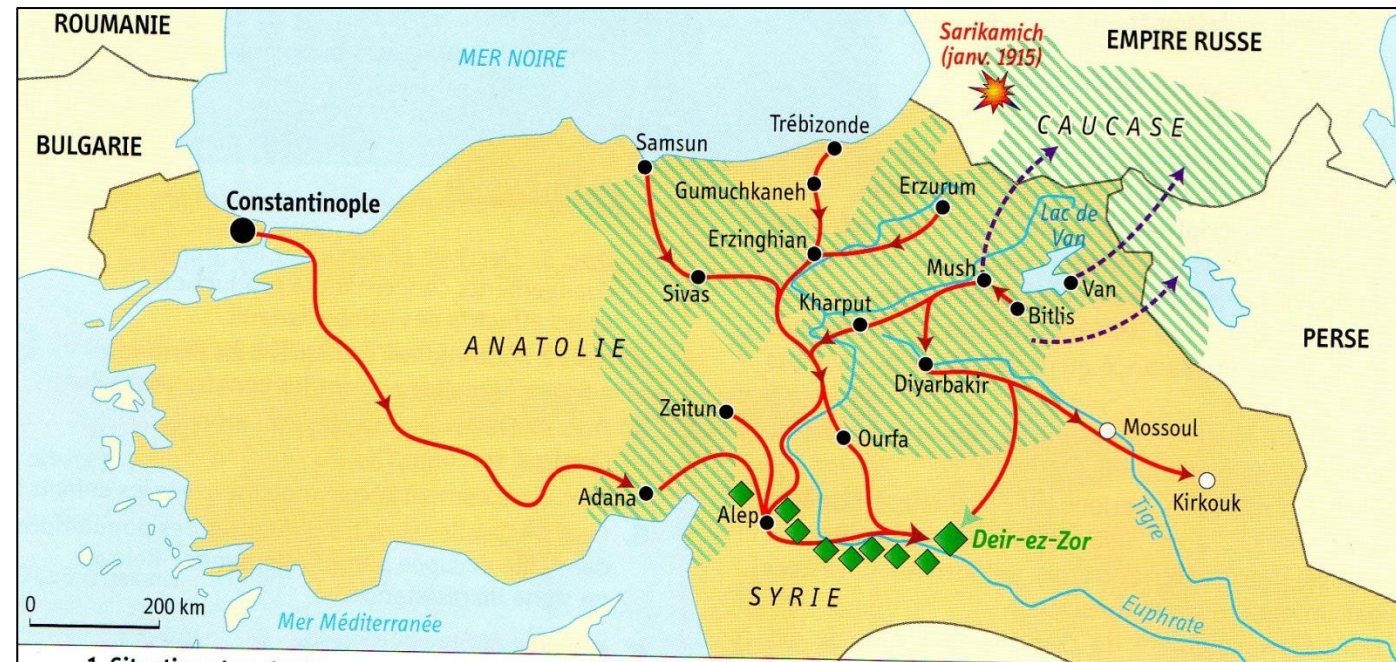 ROUMANIE
MER NOIRE
Sarikamich
(janv. 1915)
EMPIRE RUSSE
BULGARIE
CAUCASE
Samsun
Trébizonde
Gumuchkaneh
Erzurum
Constantinople
Lac de
Van
Erzinghian
Mush
Van
Sivas
Kharput
Bitlis
PERSE
ANATOLIE
Diyarbakir
Zeitun
Ourfa
Mossoul
Adana
Alep
Kirkouk
Tigre
Deir-ez-Zor
SYRIE
0 200 km
Mer Méditerranée
Euphrate